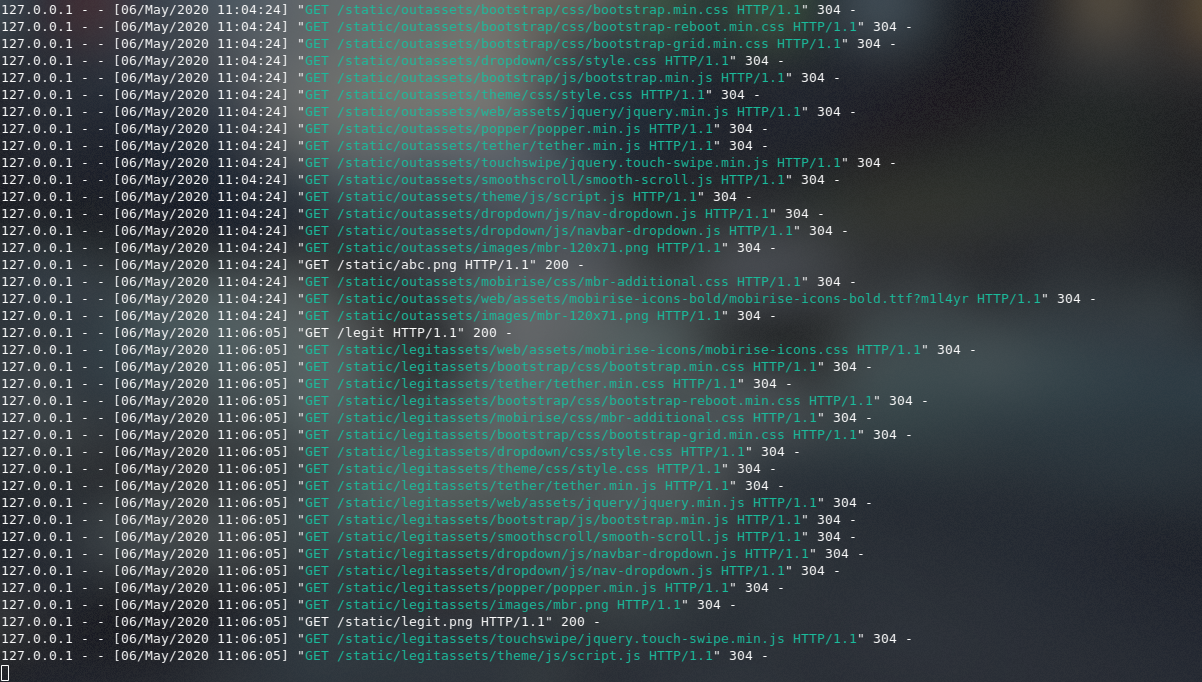 127.0.0.1 - - [06/May/2020 11:04:24] "GET /static/outassets/bootstrap/css/bootstrap.min.css HTTP/1.1" 304 -
127.0.0.1 - - [06/May/2020 11:04:24] "GET /static/outassets/bootstrap/css/bootstrap-reboot.min.css HTTP/1.1" 304 -
127.0.0.1 - - [06/May/2020 11:04:24] "GET /static/outassets/bootstrap/css/bootstrap-grid.min.css HTTP/1.1" 304 -
127.0.0.1 - - [06/May/2020 11:04:24] "GET /static/outassets/dropdown/css/style.css HTTP/1.1" 304 -
127.0.0.1 - - [06/May/2020 11:04:24] "GET /static/outassets/bootstrap/js/bootstrap.min.js HTTP/1.1" 304 -
127.0.0.1 - - [06/May/2020 11:04:24] "GET /static/outassets/theme/css/style.css HTTP/1.1" 304 -
127.0.0.1 - - [06/May/2020 11:04:24] "GET /static/outassets/web/assets/jquery/jquery.min.js HTTP/1.1" 304 -
127.0.0.1 - - [06/May/2020 11:04:24] "GET /static/outassets/popper/popper.min.js HTTP/1.1" 304 -
127.0.0.1 - - [06/May/2020 11:04:24] "GET /static/outassets/tether/tether.min.js HTTP/1.1" 304 -
127.0.0.1 - - [06/May/2020 11:04:24] "GET /static/outassets/touchswipe/jquery.touch-swipe.min.js HTTP/1.1" 304 -
127.0.0.1 - - [06/May/2020 11:04:24] "GET /static/outassets/smoothscroll/smooth-scroll.js HTTP/1.1" 304 -
127.0.0.1 - - [06/May/2020 11:04:24] "GET /static/outassets/theme/js/script.js HTTP/1.1" 304 -
127.0.0.1 - - [06/May/2020 11:04:24] "GET /static/outassets/dropdown/js/nav-dropdown.js HTTP/1.1" 304 -
127.0.0.1 - - [06/May/2020 11:04:24] "GET /static/outassets/dropdown/js/navbar-dropdown.js HTTP/1.1" 304 -
127.0.0.1 - - [06/May/2020 11:04:24] "GET /static/outassets/images/mbr-120x71.png HTTP/1.1" 304 -
127.0.0.1 - - [06/May/2020 11:04:24] "GET /static/abc.png HTTP/1.1" 200 -
127.0.0.1 - - [06/May/2020 11:04:24] "GET /static/outassets/mobirise/css/mbr-additional.css HTTP/1.1" 304 -
127.0.0.1 - - [06/May/2020 11:04:24] "GET /static/outassets/web/assets/mobirise-icons-bold/mobirise-icons-bold.ttf?m1l4yr HTTP/1.1" 304 -
127.0.0.1 - - [06/May/2020 11:04:24] "GET /static/outassets/images/mbr-120x71.png HTTP/1.1" 304 -
127.0.0.1 - - [06/May/2020 11:06:05] "GET /legit HTTP/1.1" 200 -
127.0.0.1 - - [06/May/2020 11:06:05] "GET /static/legitassets/web/assets/mobirise-icons/mobirise-icons.css HTTP/1.1" 304 -
127.0.0.1 - - [06/May/2020 11:06:05] "GET /static/legitassets/bootstrap/css/bootstrap.min.css HTTP/1.1" 304 -
127.0.0.1 - - [06/May/2020 11:06:05] "GET /static/legitassets/tether/tether.min.css HTTP/1.1" 304 -
127.0.0.1 - - [06/May/2020 11:06:05] "GET /static/legitassets/bootstrap/css/bootstrap-reboot.min.css HTTP/1.1" 304 -
127.0.0.1 - - [06/May/2020 11:06:05] "GET /static/legitassets/mobirise/css/mbr-additional.css HTTP/1.1" 304 -
127.0.0.1 - - [06/May/2020 11:06:05] "GET /static/legitassets/bootstrap/css/bootstrap-grid.min.css HTTP/1.1" 304 -
127.0.0.1 - - [06/May/2020 11:06:05] "GET /static/legitassets/dropdown/css/style.css HTTP/1.1" 304 -
127.0.0.1 - - [06/May/2020 11:06:05] "GET /static/legitassets/theme/css/style.css HTTP/1.1" 304 -
127.0.0.1 - - [06/May/2020 11:06:05] "GET /static/legitassets/tether/tether.min.js HTTP/1.1" 304 -
127.0.0.1 - - [06/May/2020 11:06:05] "GET /static/legitassets/web/assets/jquery/jquery.min.js HTTP/1.1" 304 -
127.0.0.1 - - [06/May/2020 11:06:05] "GET /static/legitassets/bootstrap/js/bootstrap.min.js HTTP/1.1" 304 -
127.0.0.1 - - [06/May/2020 11:06:05] "GET /static/legitassets/smoothscroll/smooth-scroll.js HTTP/1.1" 304 -
127.0.0.1 - - [06/May/2020 11:06:05] "GET /static/legitassets/dropdown/js/navbar-dropdown.js HTTP/1.1" 304 -
127.0.0.1 - - [06/May/2020 11:06:05] "GET /static/legitassets/dropdown/js/nav-dropdown.js HTTP/1.1" 304 -
127.0.0.1 - - [06/May/2020 11:06:05] "GET /static/legitassets/popper/popper.min.js HTTP/1.1" 304 -
127.0.0.1 - - [06/May/2020 11:06:05] "GET /static/legitassets/images/mbr.png HTTP/1.1" 304 -
127.0.0.1 - - [06/May/2020 11:06:05] "GET /static/legit.png HTTP/1.1" 200 -
127.0.0.1 - - [06/May/2020 11:06:05] "GET /static/legitassets/touchswipe/jquery.touch-swipe.min.js HTTP/1.1" 304 -
127.0.0.1 - - [06/May/2020 11:06:05] "GET /static/legitassets/theme/js/script.js HTTP/1.1" 304 -